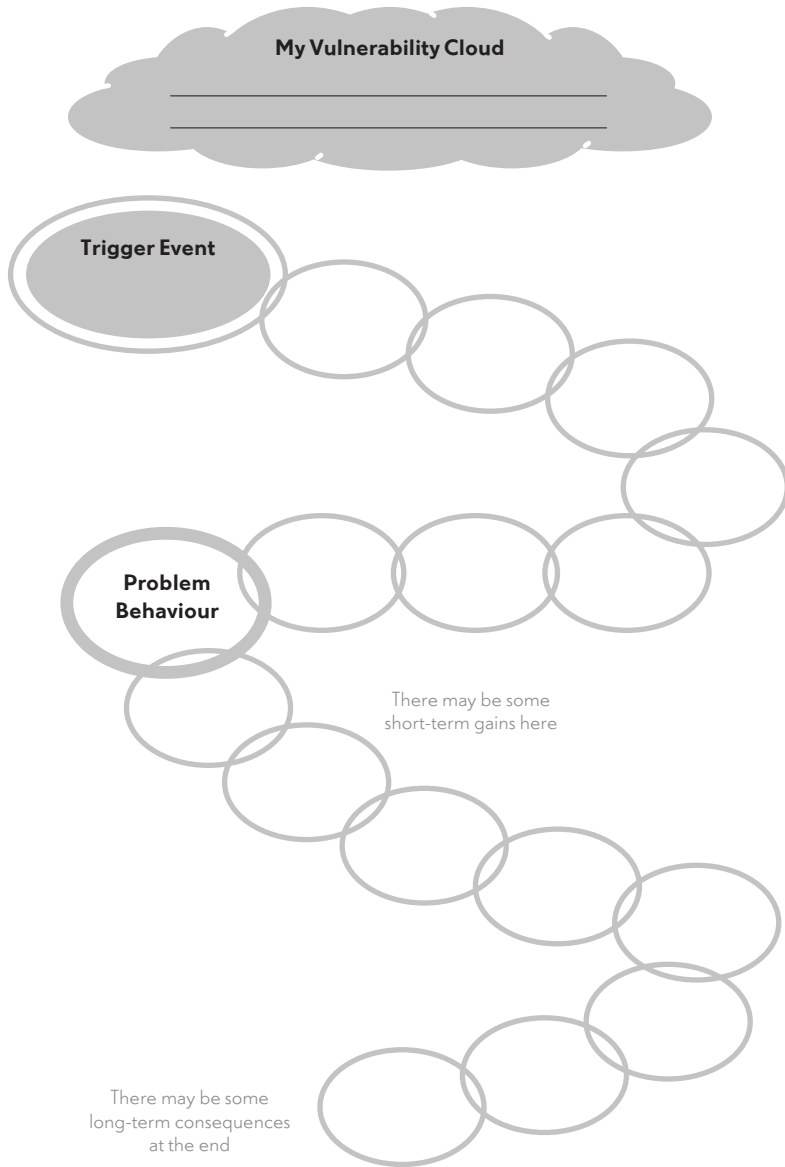 My Vulnerability Cloud
Trigger Event
Problem
Behaviour
There may be some
short-term gains here
There may be some
long-term consequences
at the end